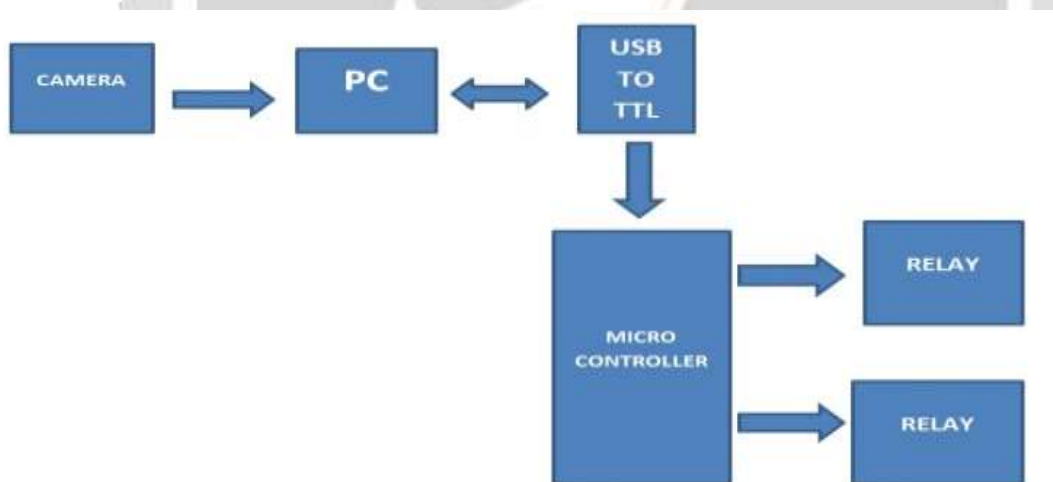 CAMERA
PC
USB
TO
TTL
MICRO
CONTROLLER
RELAY
RELAY